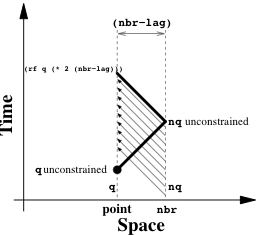 (nbr-lag)
(rf q (* 2 (nbr-lag)))
nq unconstrained
q unconstrained
q
nq
point
nbr
Time
Space